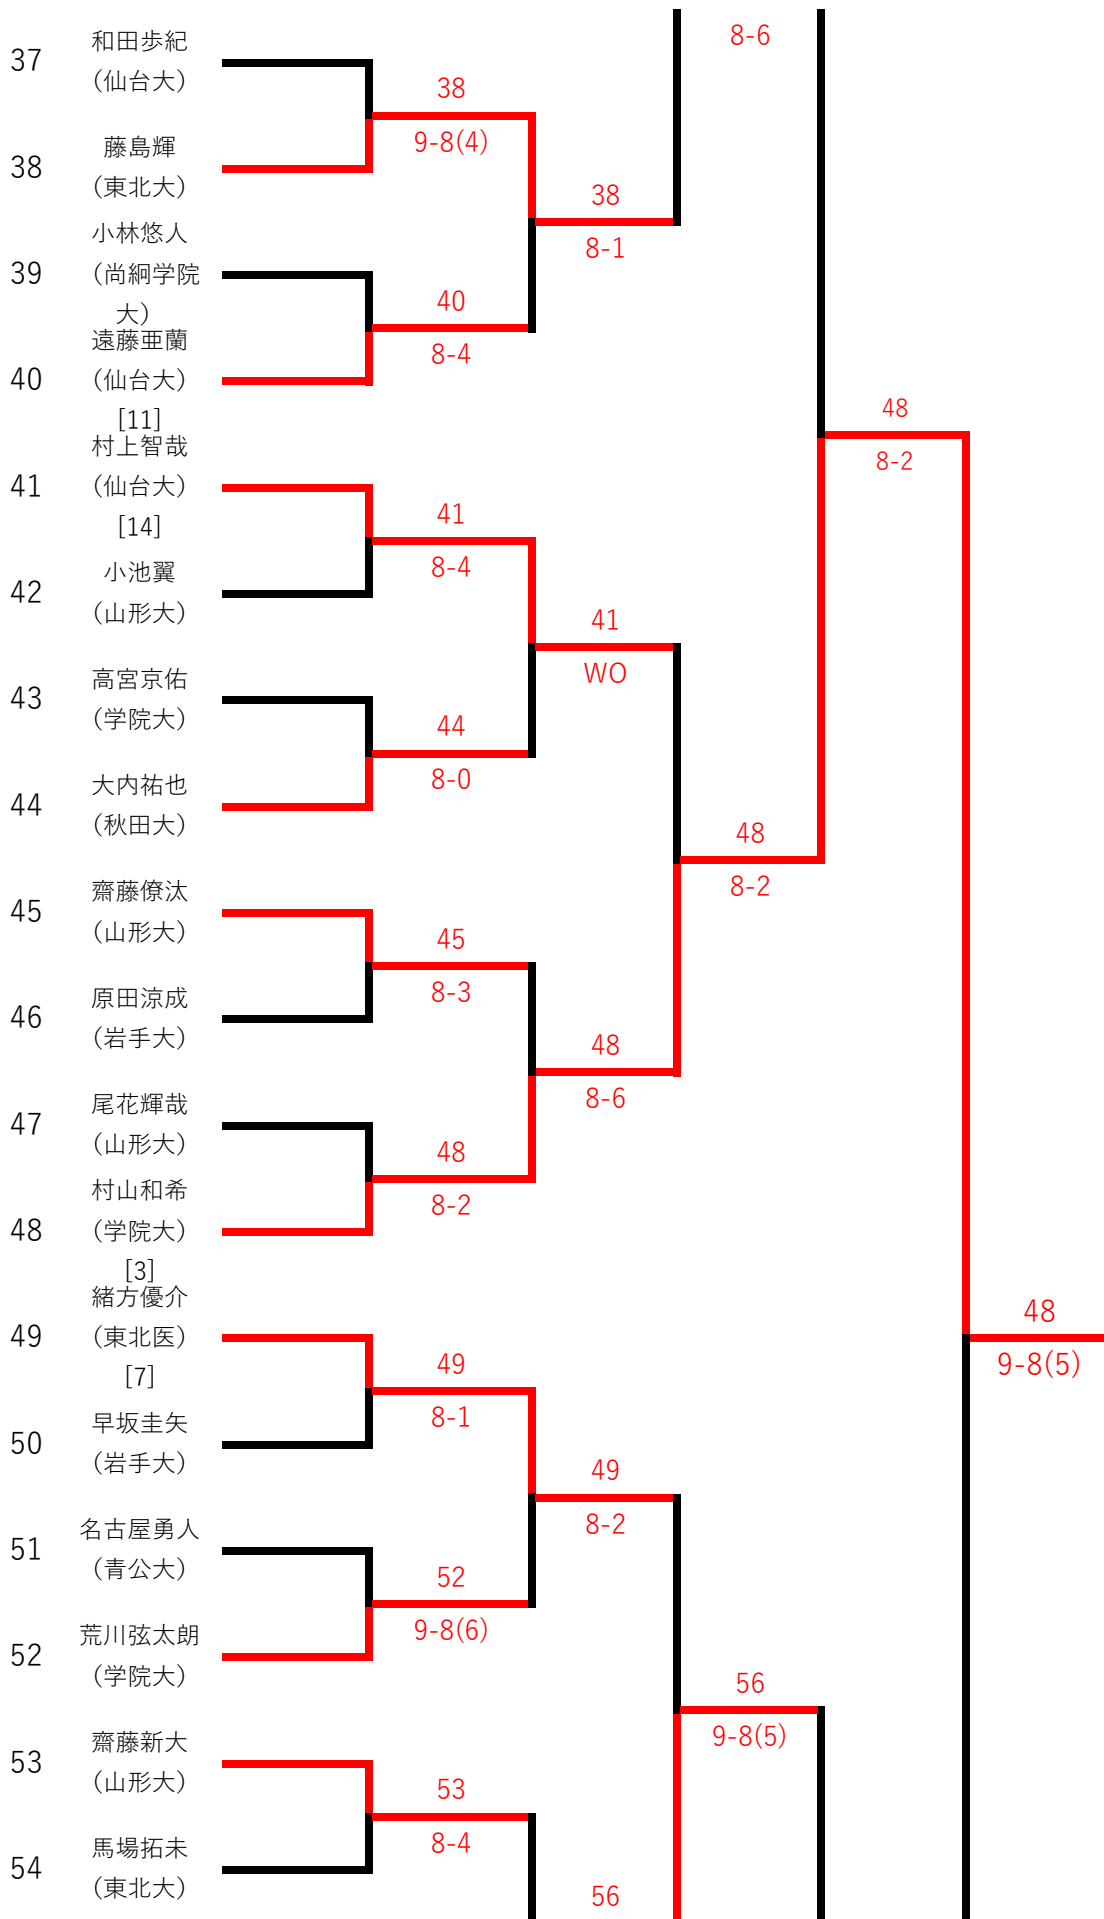 8-6
37
和田歩紀
(仙台大)
38
9-8(4)
38
藤島輝
(東北大)
38
8-1
39
小林悠人
(尚絅学院
大)
40
8-4
40
遠藤亜蘭
(仙台大)
[11]
48
8-2
41
村上智哉
(仙台大)
[14]
41
8-4
42
小池翼
(山形大)
41
WO
43
高宮京佑
(学院大)
44
8-0
44
大内祐也
(秋田大)
48
8-2
45
齋藤僚汰
(山形大)
45
8-3
46
原田涼成
(岩手大)
48
8-6
47
尾花輝哉
(山形大)
48
8-2
48
村山和希
(学院大)
[3]
48
9-8(5)
49
緒方優介
(東北医)
[7]
49
8-1
50
早坂圭矢
(岩手大)
49
8-2
51
名古屋勇人
(青公大)
52
9-8(6)
52
荒川弦太朗
(学院大)
56
9-8(5)
53
齋藤新大
(山形大)
53
8-4
54
馬場拓未
(東北大)
56